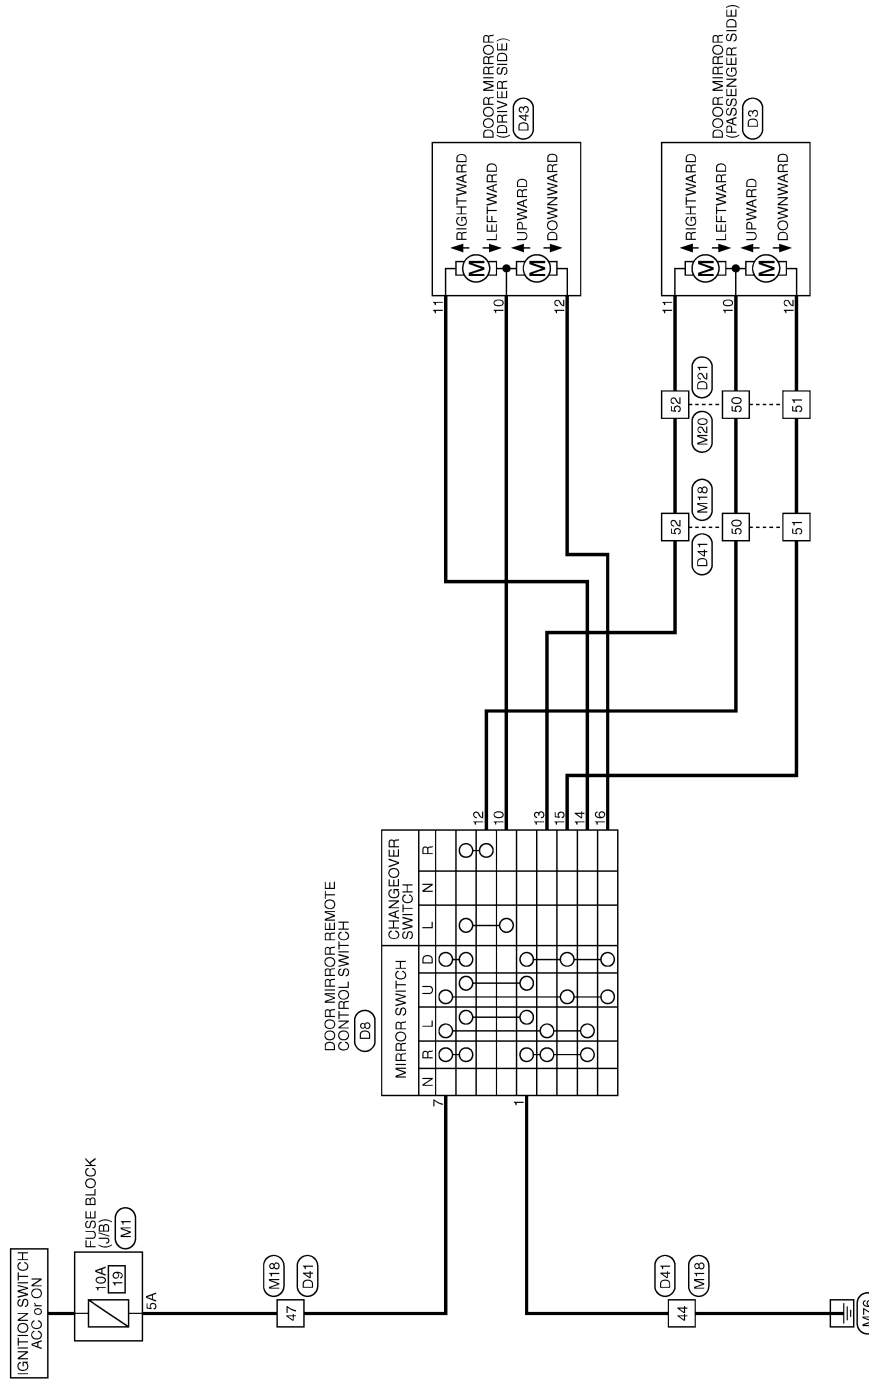 IGNITION SWITCH
ACC or ON
FUSE BLOCK
(J/B)
M1
10A
19
5A
M18
D41
47
D41
M18
44
M76
DOOR MIRROR REMOTE
CONTROL SWITCH
D8
MIRROR SWITCH
CHANGEOVER
SWITCH
N R L U D L N R
7
1
12
10
13
15
14
16
DOOR MIRROR
(DRIVER SIDE)
D43
RIGHTWARD
LEFTWARD
UPWARD
DOWNWARD
M
M
11
10
12
DOOR MIRROR
(PASSENGER SIDE)
D3
RIGHTWARD
LEFTWARD
UPWARD
DOWNWARD
M
M
11
10
12
52
D21
M20
50
51
52
M18
D41
50
51